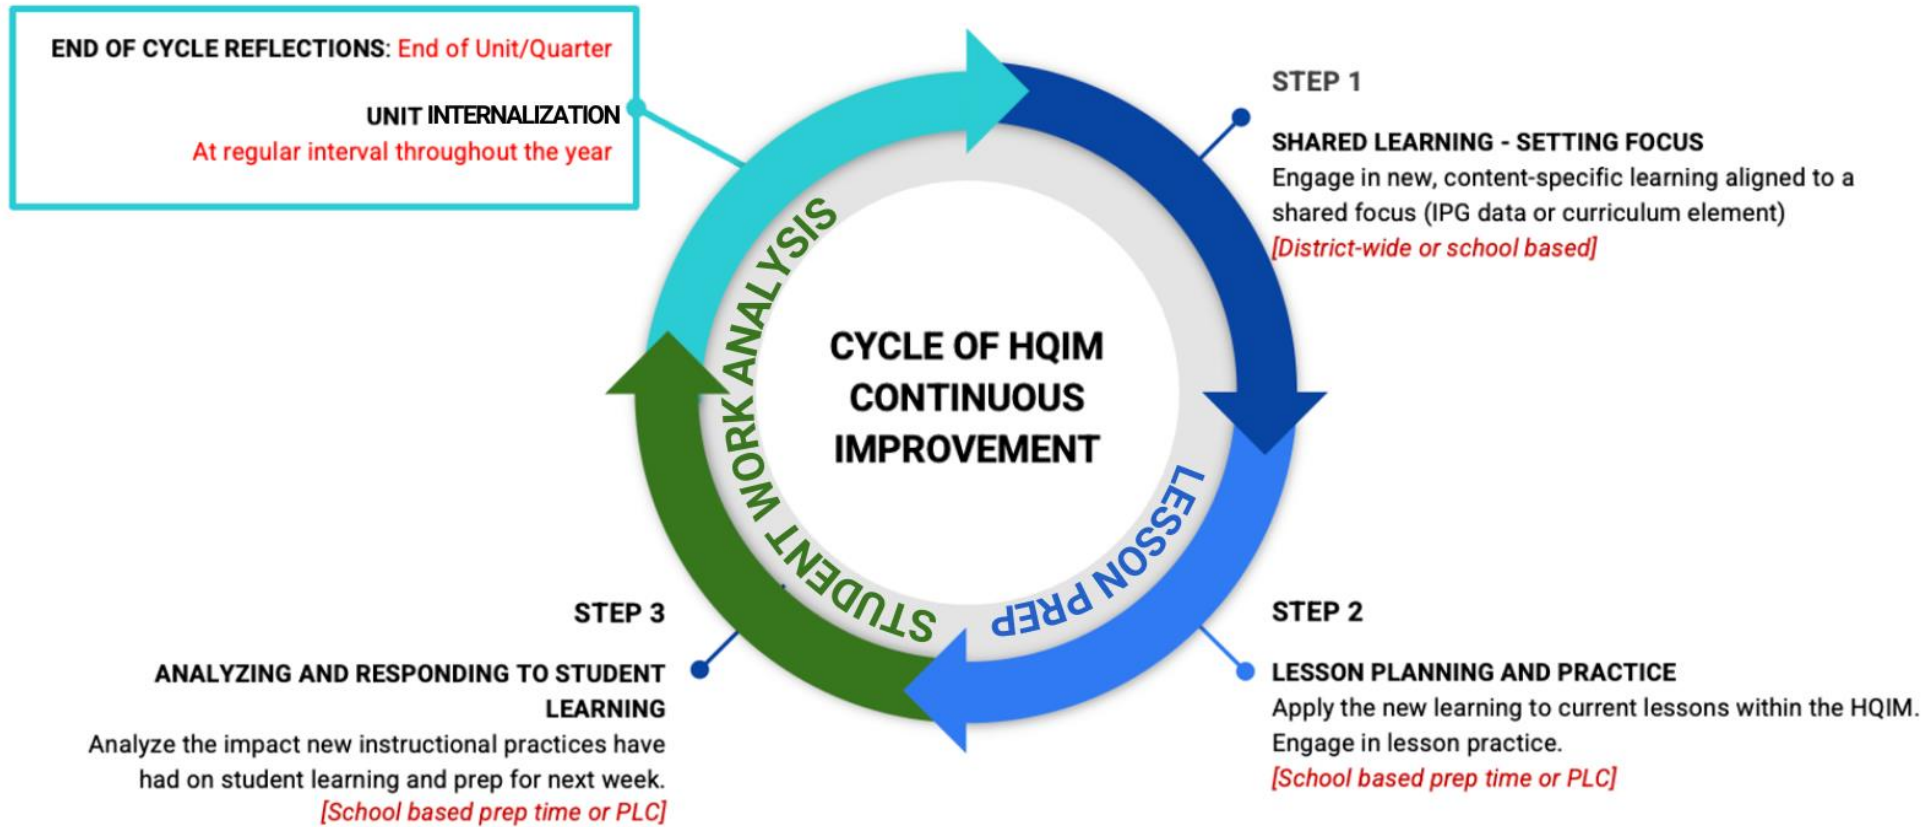 END OF CYCLE REFLECTIONS: End of Unit/Quarter
UNIT INTERNALIZATION
At regular interval throughout the year
STEP 1
SHARED LEARNING - SETTING FOCUS
Engage in new, content-specific learning aligned to a
shared focus (IPG data or curriculum element)
[District-wide or school based]
CYCLE OF HQIM
CONTINUOUS
IMPROVEMENT
LESSON PREP
STUDENT WORK ANALYSIS
STEP 2
LESSON PLANNING AND PRACTICE
Apply the new learning to current lessons within the HQIM.
Engage in lesson practice.
[School based prep time or PLC]
STEP 3
ANALYZING AND RESPONDING TO STUDENT
LEARNING
Analyze the impact new instructional practices have
had on student learning and prep for next week.
[School based prep time or PLC]